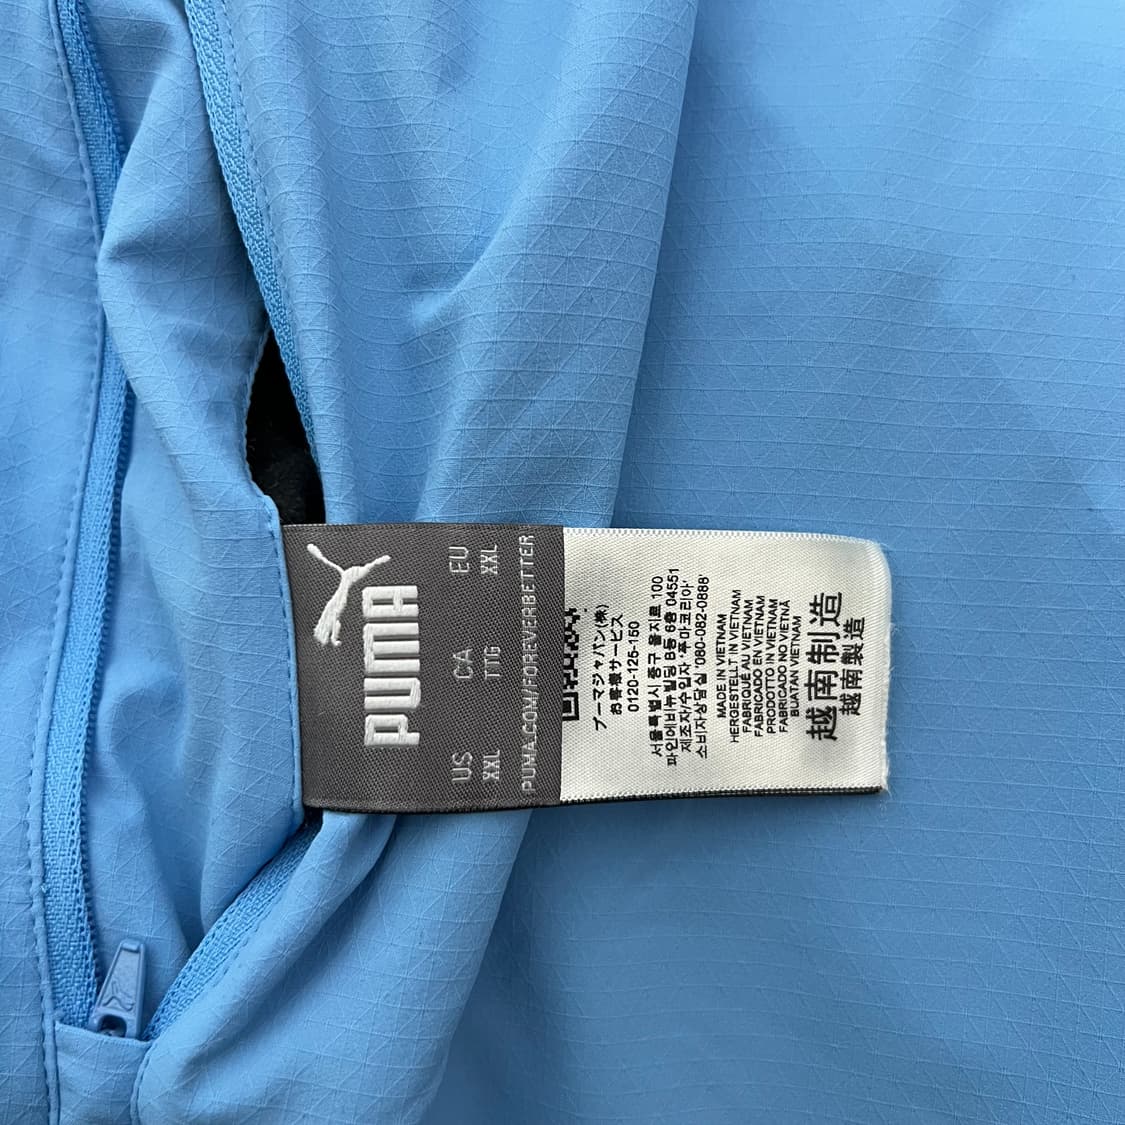 PUMA
US CA EU
XXL TTG XXL
PUMA.COM/FOREVERBETTER
プーマジャパン(株)
お客機サービス
0120-125-150
서울특별시 중구 을지로 100
파인에비뉴빌딩 B동 6층 04551
제조자/수입자 '푸마코리아'
소비자상담실 '080-082-0888'
MADE IN VIETNAM
HERGESTELLT IN VIETNAM
FABRIQUÉ AU VIETNAM
FABRICADO EN VIETNAM
PRODOTTO IN VIETNAM
FABRICADO NO VIETNÃ
BUATAN VIETNAM
越南制造
越南製造